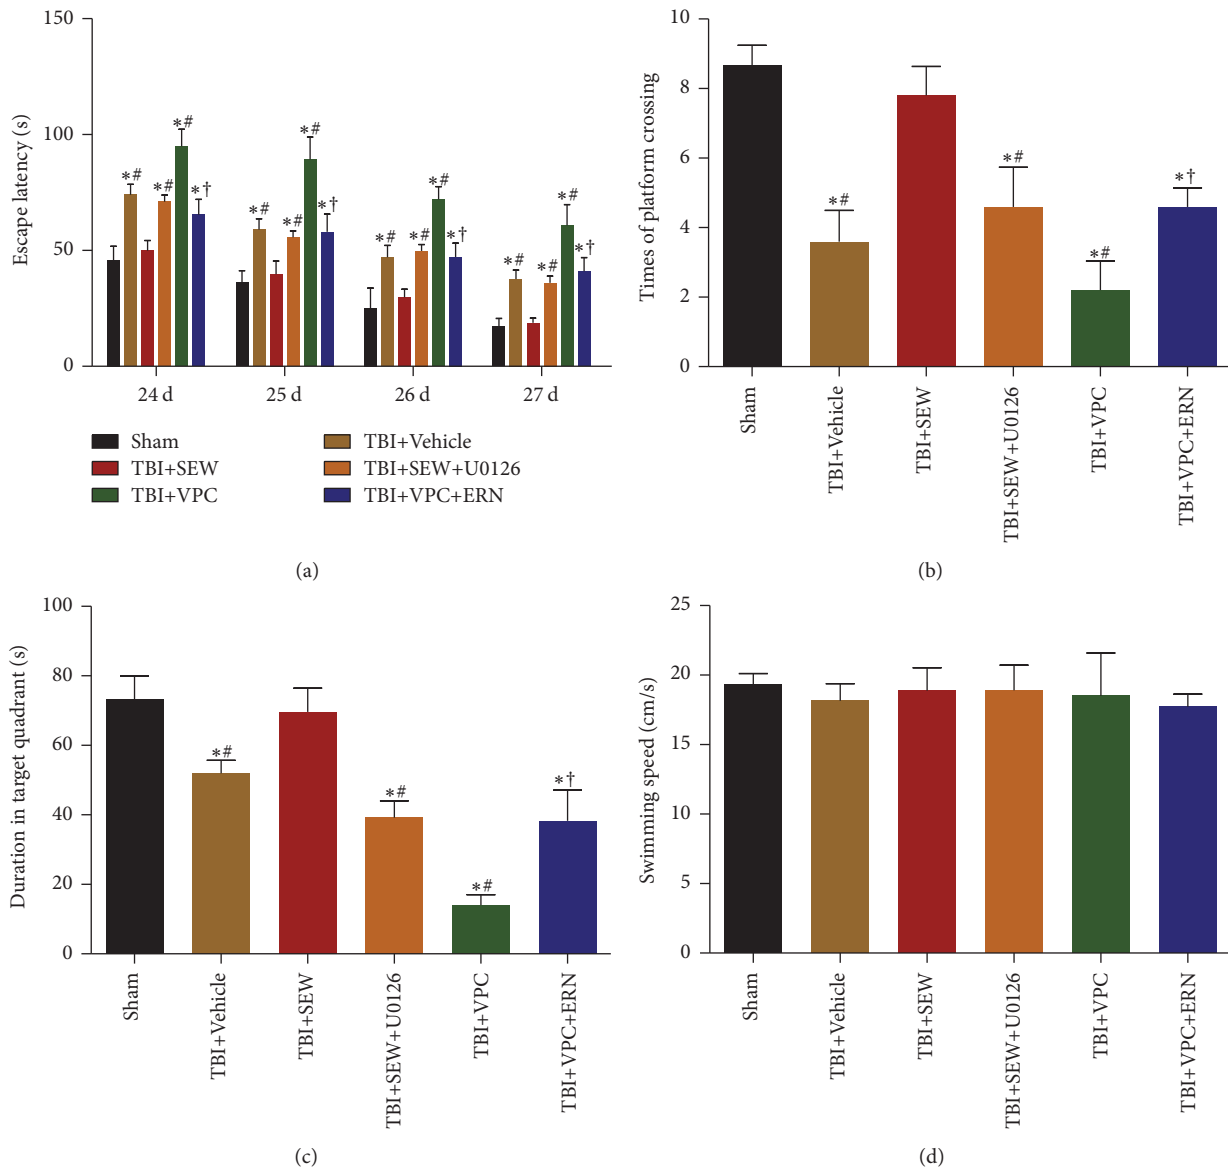 150
100
50
0
Escape latency (s)
*#
*#
*#
*†
*#
*#
*#
*†
*#
*#
*#
*†
*#
*#
*#
*†
24 d
25 d
26 d
27 d
Sham
TBI+Vehicle
TBI+SEW
TBI+SEW+U0126
TBI+VPC
TBI+VPC+ERN
(a)
10
8
6
4
2
0
Times of platform crossing
*#
*#
*#
*†
Sham
TBI+Vehicle
TBI+SEW
TBI+SEW+U0126
TBI+VPC
TBI+VPC+ERN
(b)
100
80
60
40
20
0
Duration in target quadrant (s)
*#
*#
*#
*†
Sham
TBI+Vehicle
TBI+SEW
TBI+SEW+U0126
TBI+VPC
TBI+VPC+ERN
(c)
25
20
15
10
5
0
Swimming speed (cm/s)
Sham
TBI+Vehicle
TBI+SEW
TBI+SEW+U0126
TBI+VPC
TBI+VPC+ERN
(d)